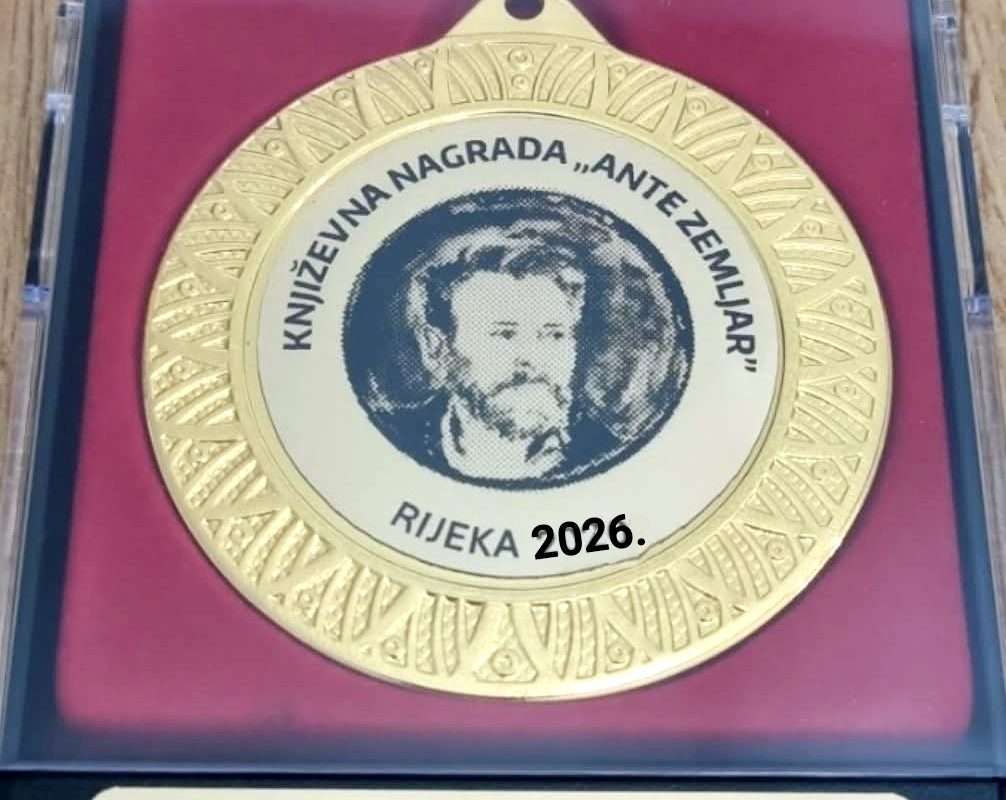 KNJIŽEVNA NAGRADA „ANTE ZEMLJAR”
RIJEKA 2026.